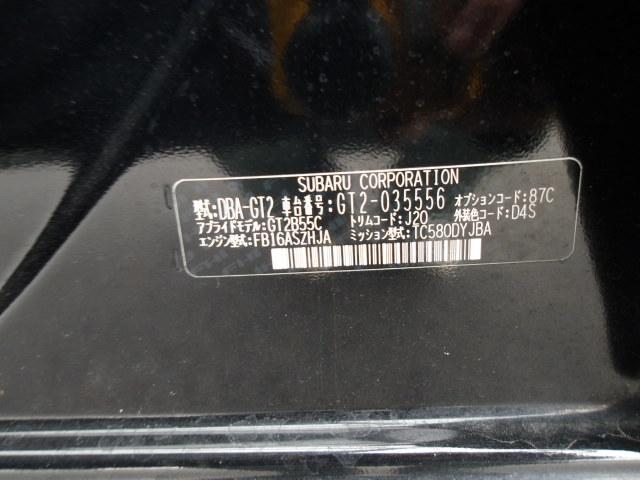 SUBARU CORPORATION
型式:DBA-GT2 車台番号:GT2-035556 オプションコード:87C
アプライドモデル:GT2B55C トリムコード:J20 外装色コード:D4S
エンジン型式:FB16ASZHJA ミッション型式:TC580DYJBA